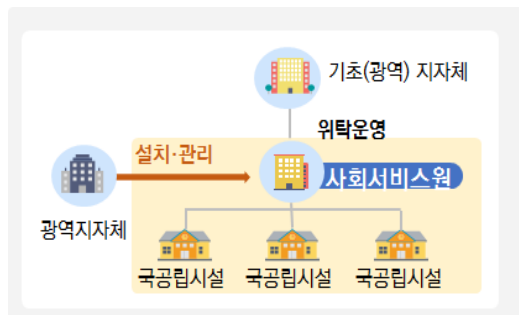 기초(광역) 지자체
위탁운영
설치·관리
사회서비스원
광역지자체
국공립시설 국공립시설 국공립시설